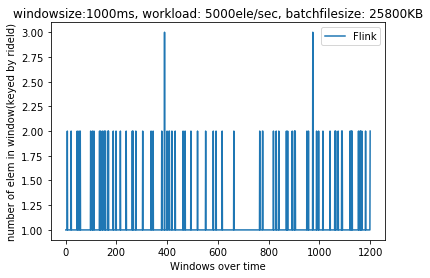 windowsize:1000ms, workload: 5000ele/sec, batchfilesize: 25800KB
number of elem in window(keyed by rideId)
3.00
2.75
2.50
2.25
2.00
1.75
1.50
1.25
1.00
Flink
0 200 400 600 800 1000 1200
Windows over time